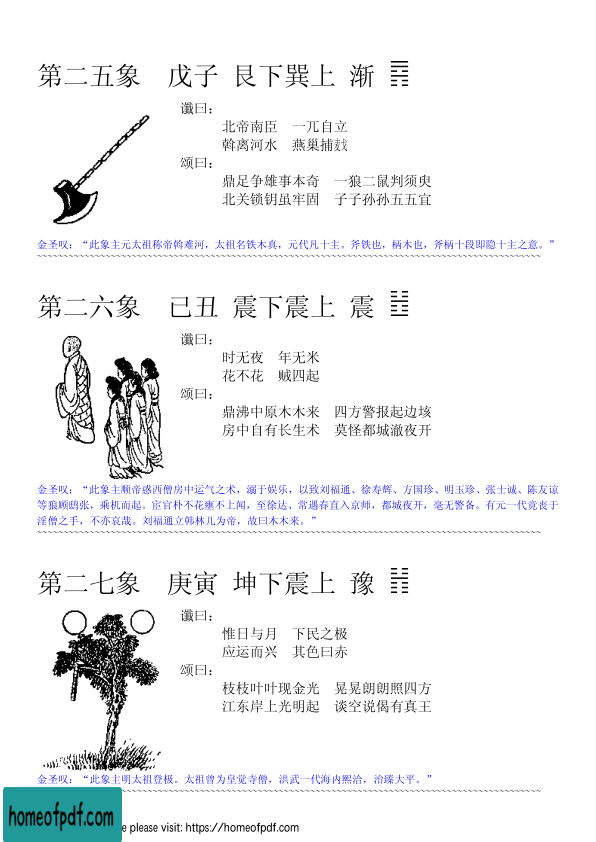 第二五象 戊子 艮下巽上 渐 ䷴
谶曰:
北帝南臣 一兀自立
斡离河水 燕巢捕麸
颂曰:
鼎足争雄事本奇 一狼二鼠判须臾
北关锁钥虽牢固 子子孙孙五五宜
金圣叹:“此象主元太祖称帝斡难河,太祖名铁木真,元代凡十主。斧铁也,柄木也,斧柄十段即隐十主之意。”
第二六象 己丑 震下震上 震 ䷲
谶曰:
时无夜 年无米
花不花 贼四起
颂曰:
鼎沸中原木木来 四方警报起边垓
房中自有长生术 莫怪都城澈夜开
金圣叹:“此象主顺帝惑西僧房中运气之术,溺于娱乐,以致刘福通、徐寿辉、方国珍、明玉珍、张士诚、陈友谅
等狼顾鸱张,乘机而起。宦官朴不花壅不上闻,至徐达、常遇春直入京师,都城夜开,毫无警备。有元一代竟丧于
淫僧之手,不亦哀哉。刘福通立韩林儿为帝,故曰木木来。”
第二七象 庚寅 坤下震上 豫 ䷏
谶曰:
惟日与月 下民之极
应运而兴 其色曰赤
颂曰:
枝枝叶叶现金光 晃晃朗朗照四方
江东岸上光明起 谈空说偈有真王
金圣叹:“此象主明太祖登极。太祖曾为皇觉寺僧,洪武一代海内熙洽,治臻大平。”
homeofpdf.com
e please visit: https://homeofpdf.com